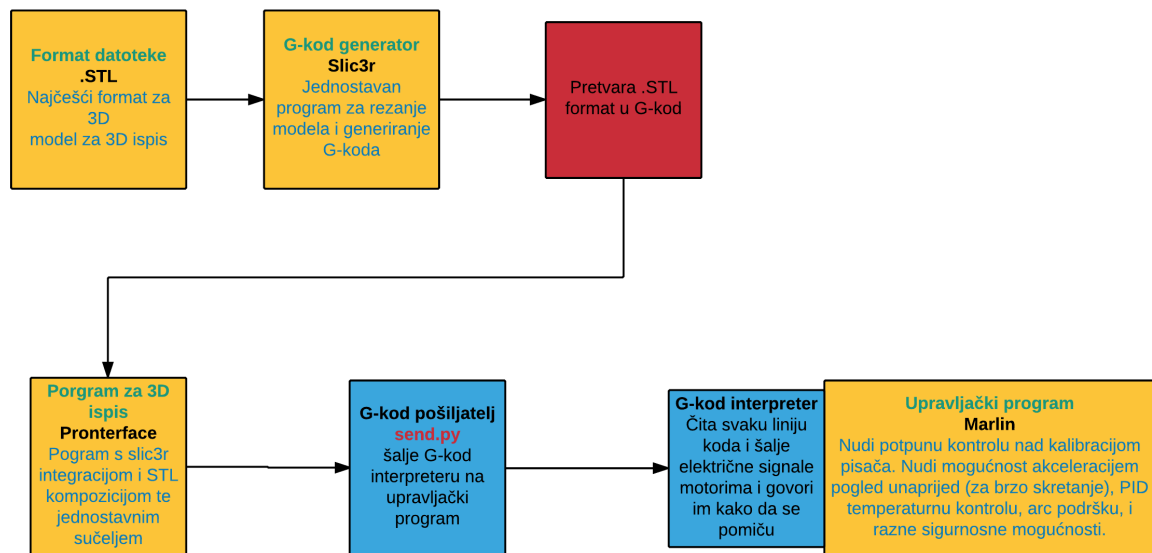 Format datoteke
.STL
Najčešći format za
3D
model za 3D ispis
G-kod generator
Slic3r
Jednostavan
program za rezanje
modela i generiranje
G-koda
Pretvara .STL
format u G-kod
Porgram za 3D
ispis
Pronterface
Pogram s slic3r
integracijom i STL
kompozicijom te
jednostavnim
sučeljem
G-kod pošiljatelj
send.py
šalje G-kod
interpreteru na
upravljački
program
G-kod interpreter
Čita svaku liniju
koda i šalje
električne signale
motorima i govori
im kako da se
pomiču
Upravljački program
Marlin
Nudi potpunu kontrolu nad kalibracijom
pisača. Nudi mogućnost akceleracijem
pogled unaprijed (za brzo skretanje), PID
temperaturnu kontrolu, arc podršku, i
razne sigurnosne mogućnosti.